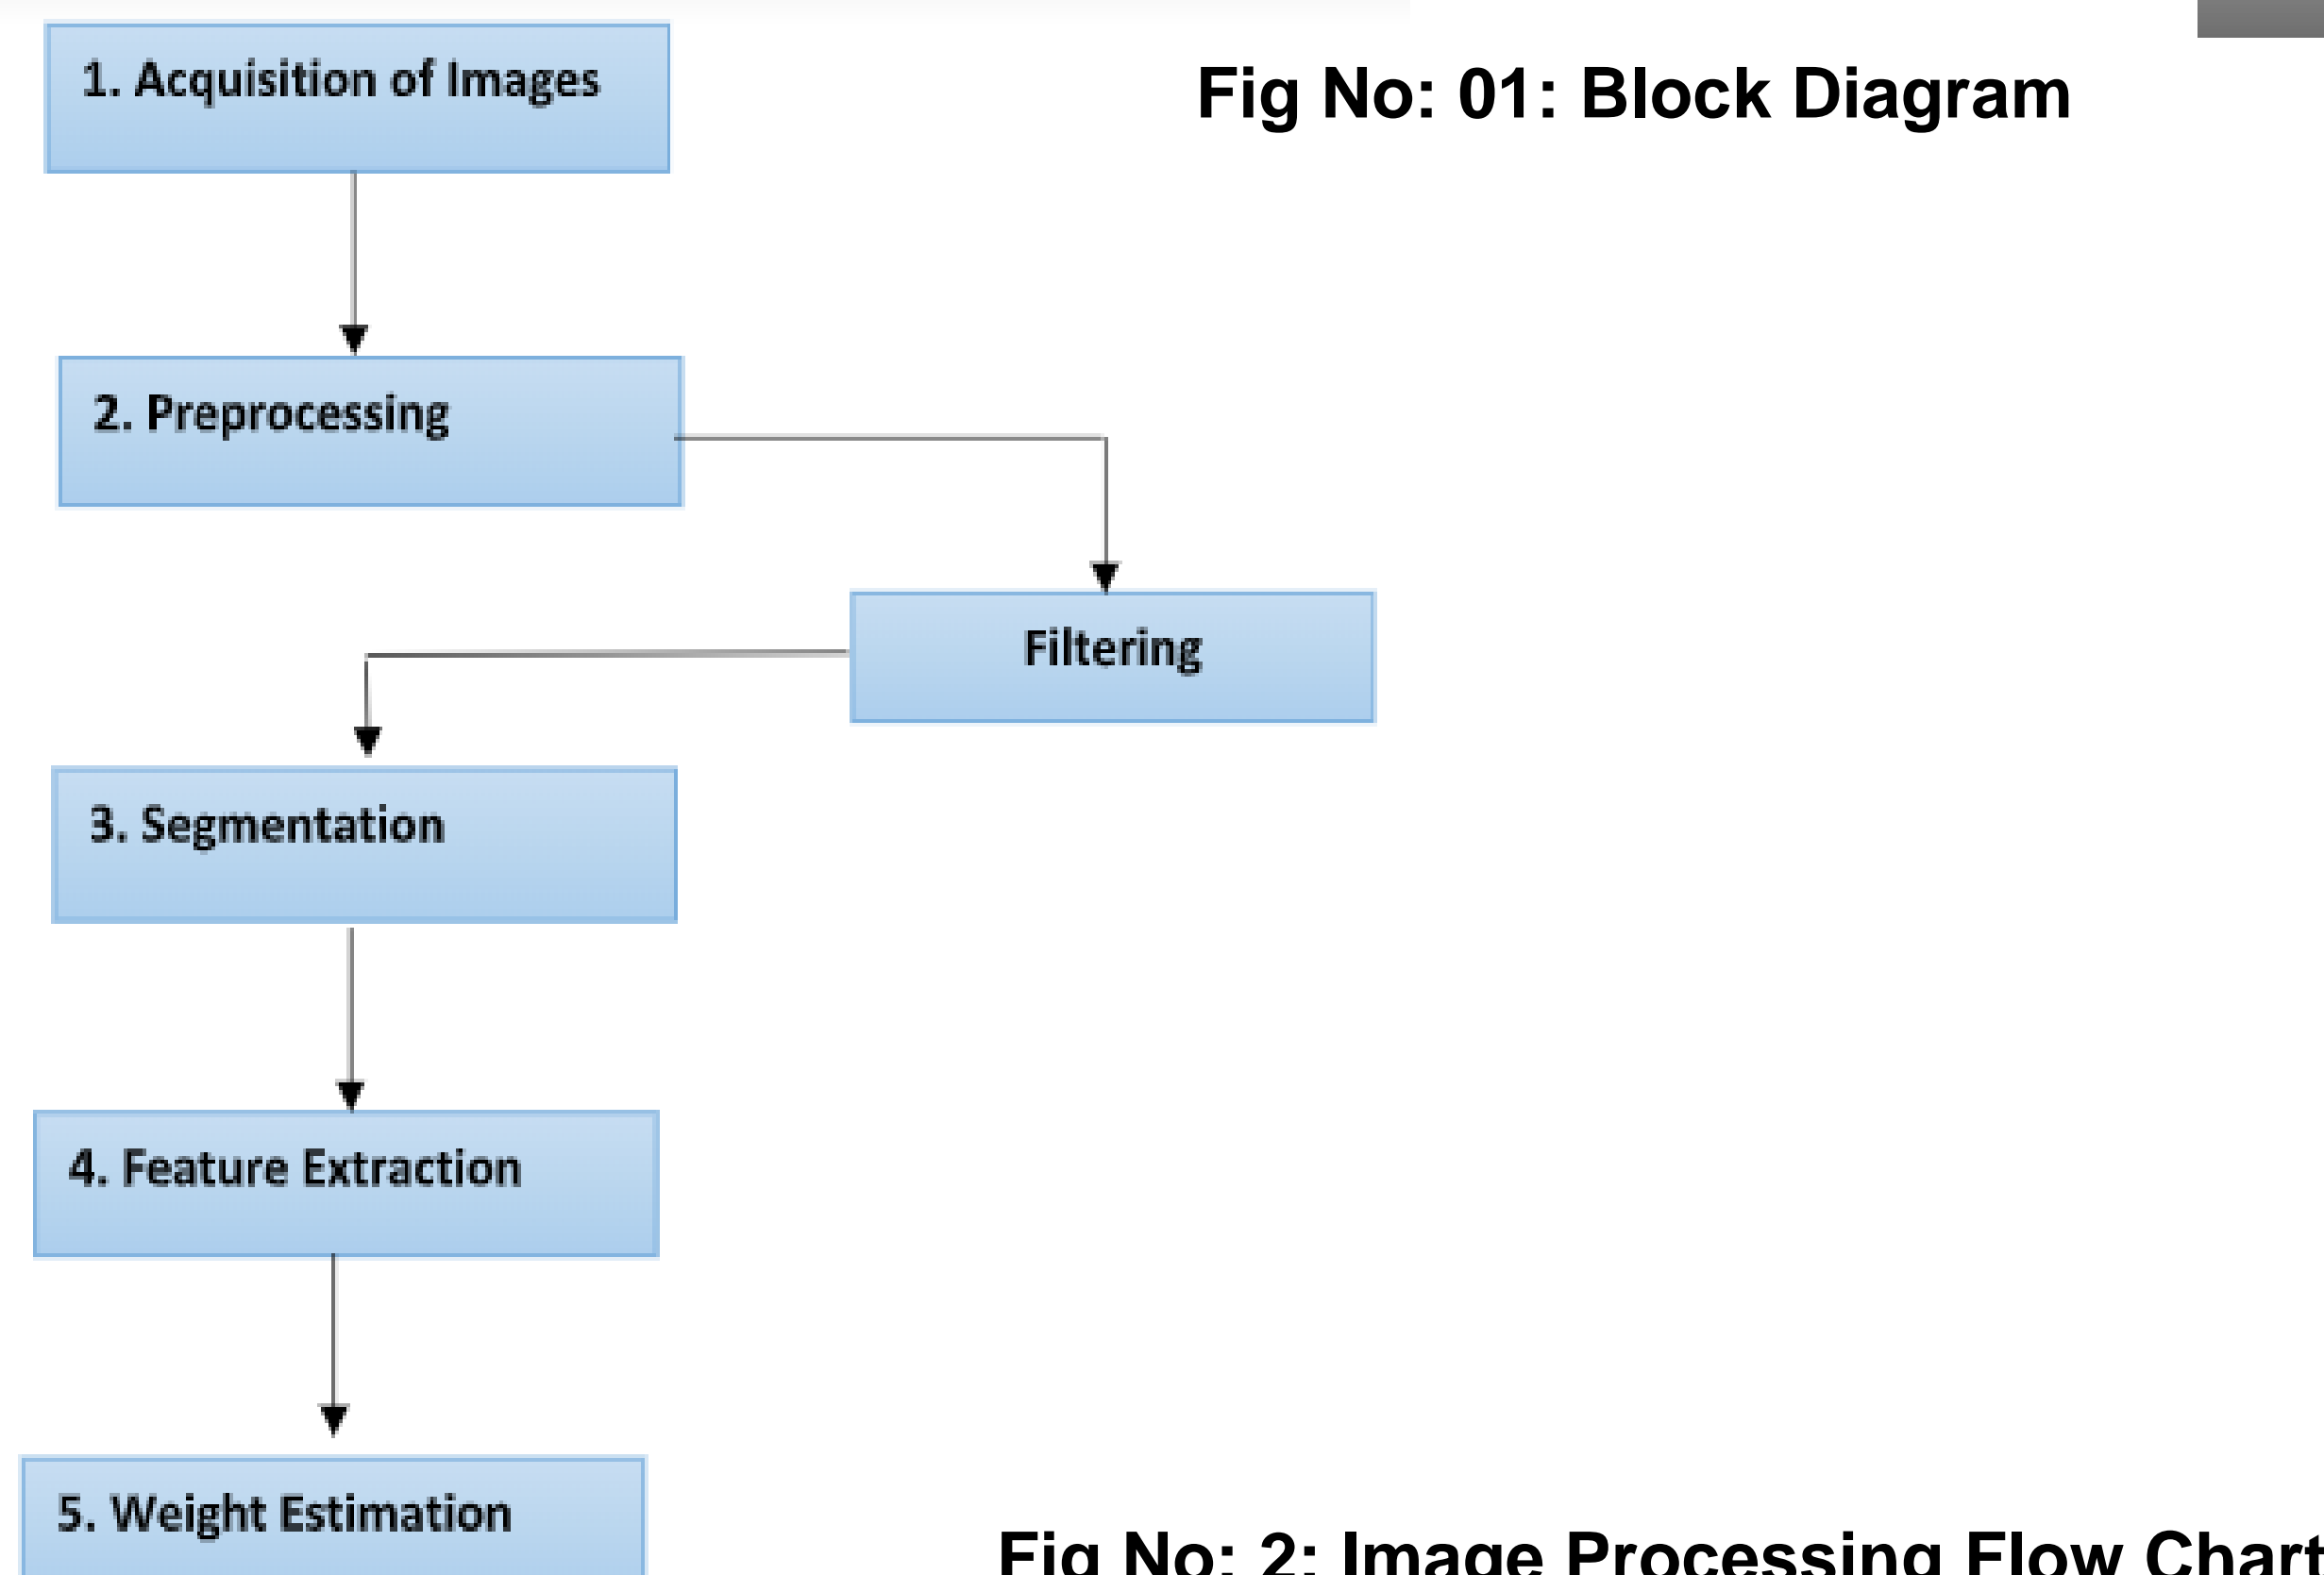 1. Acquisition of Images
Fig No: 01: Block Diagram
2. Preprocessing
Filtering
3. Segmentation
4. Feature Extraction
5. Weight Estimation
Fig No: 2: Image Processing Flow Chart